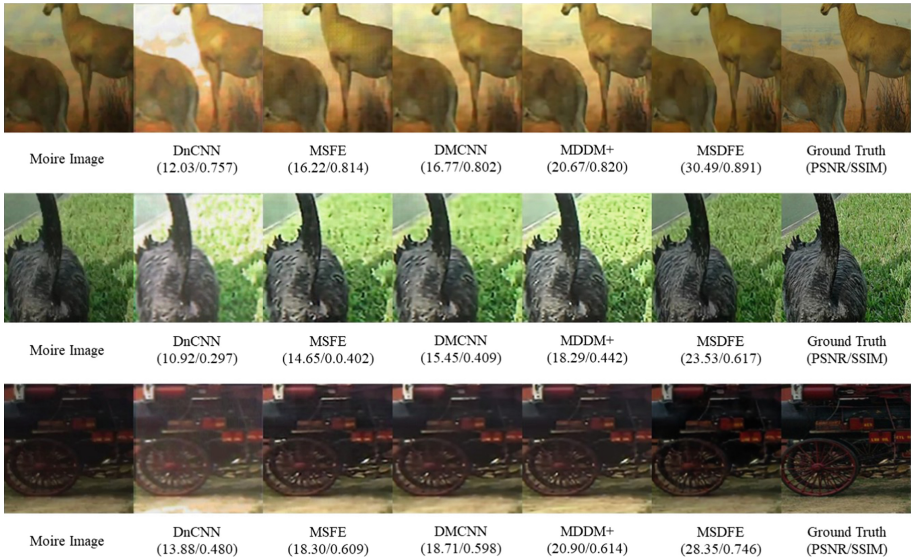 Moire Image
DnCNN
(12.03/0.757)
MSFE
(16.22/0.814)
DMCNN
(16.77/0.802)
MDDM+
(20.67/0.820)
MSDFE
(30.49/0.891)
Ground Truth
(PSNR/SSIM)
Moire Image
DnCNN
(10.92/0.297)
MSFE
(14.65/0.0.402)
DMCNN
(15.45/0.409)
MDDM+
(18.29/0.442)
MSDFE
(23.53/0.617)
Ground Truth
(PSNR/SSIM)
Moire Image
DnCNN
(13.88/0.480)
MSFE
(18.30/0.609)
DMCNN
(18.71/0.598)
MDDM+
(20.90/0.614)
MSDFE
(28.35/0.746)
Ground Truth
(PSNR/SSIM)